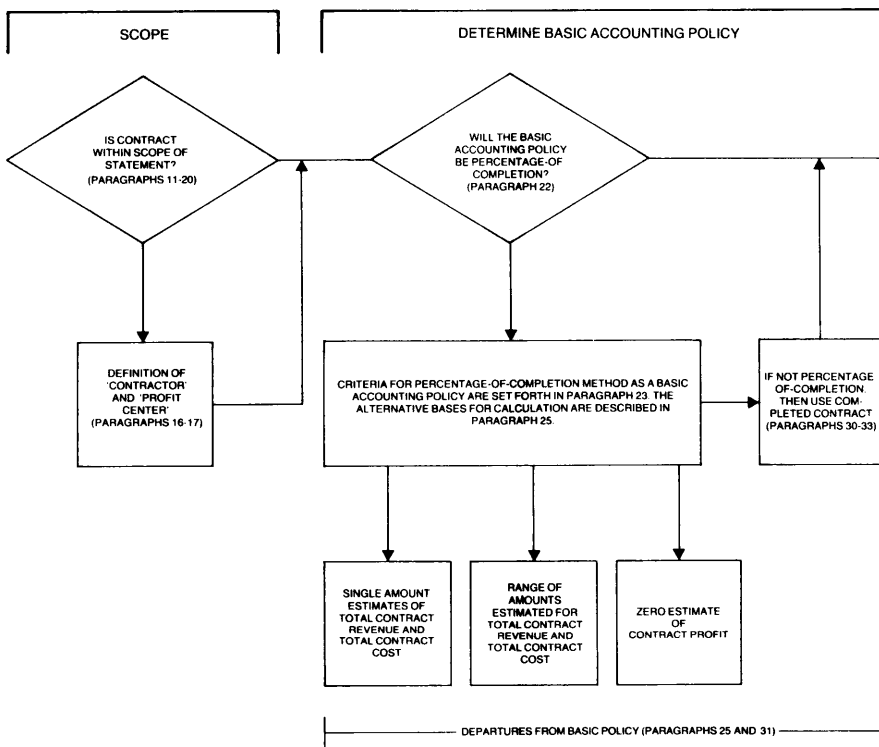 SCOPE
DETERMINE BASIC ACCOUNTING POLICY
IS CONTRACT
WITHIN SCOPE OF
STATEMENT?
(PARAGRAPHS 11-20)
WILL THE BASIC
ACCOUNTING POLICY
BE PERCENTAGE-OF
COMPLETION?
(PARAGRAPH 22)
DEFINITION OF
'CONTRACTOR'
AND 'PROFIT
CENTER'
(PARAGRAPHS 16-17)
CRITERIA FOR PERCENTAGE-OF-COMPLETION METHOD AS A BASIC
ACCOUNTING POLICY ARE SET FORTH IN PARAGRAPH 23. THE
ALTERNATIVE BASES FOR CALCULATION ARE DESCRIBED IN
PARAGRAPH 25.
IF NOT PERCENTAGE
OF-COMPLETION.
THEN USE COM-
PLETED CONTRACT
(PARAGRAPHS 30-33)
SINGLE AMOUNT
ESTIMATES OF
TOTAL CONTRACT
REVENUE AND
TOTAL CONTRACT
COST
RANGE OF
AMOUNTS
ESTIMATED FOR
TOTAL CONTRACT
REVENUE AND
TOTAL CONTRACT
COST
ZERO ESTIMATE
OF
CONTRACT PROFIT
DEPARTURES FROM BASIC POLICY (PARAGRAPHS 25 AND 31)